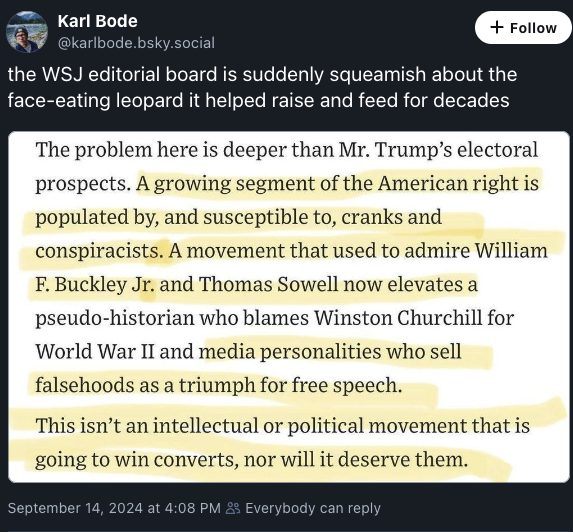 Karl Bode
+ Follow
@karlbode.bsky.social
the WSJ editorial board is suddenly squeamish about the
face-eating leopard it helped raise and feed for decades
The problem here is deeper than Mr. Trump's electoral
prospects. A growing segment of the American right is
populated by, and susceptible to, cranks and
conspiracists. A movement that used to admire William
F. Buckley Jr. and Thomas Sowell now elevates a
pseudo-historian who blames Winston Churchill for
World War II and media personalities who sell
falsehoods as a triumph for free speech.
This isn't an intellectual or political movement that is
going to win converts, nor will it deserve them.
September 14, 2024 at 4:08 PM Everybody can reply